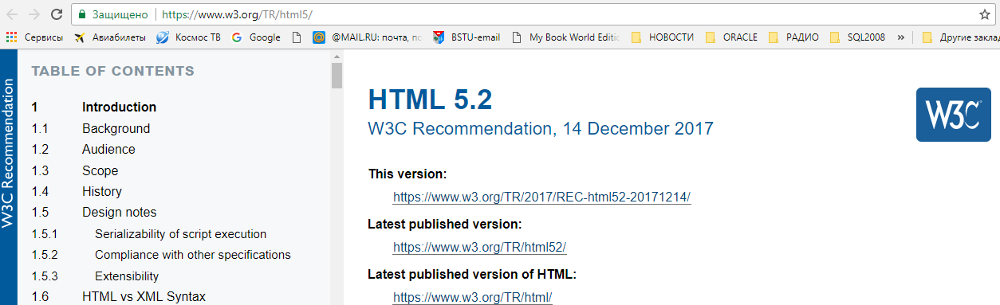 Защищено https://www.w3.org/TR/html5/
Сервисы Авиабилеты Космос ТВ Google @MAIL.RU: почта, по BSTU-email My Book World Editio НОВОСТИ ORACLE РАДИО SQL2008 » Другие заклад
W3C Recommendation
TABLE OF CONTENTS
1 Introduction
1.1 Background
1.2 Audience
1.3 Scope
1.4 History
1.5 Design notes
1.5.1 Serializability of script execution
1.5.2 Compliance with other specifications
1.5.3 Extensibility
1.6 HTML vs XML Syntax
HTML 5.2
W3C Recommendation, 14 December 2017
W3C
This version:
https://www.w3.org/TR/2017/REC-html52-20171214/
Latest published version:
https://www.w3.org/TR/html52/
Latest published version of HTML:
https://www.w3.org/TR/html/